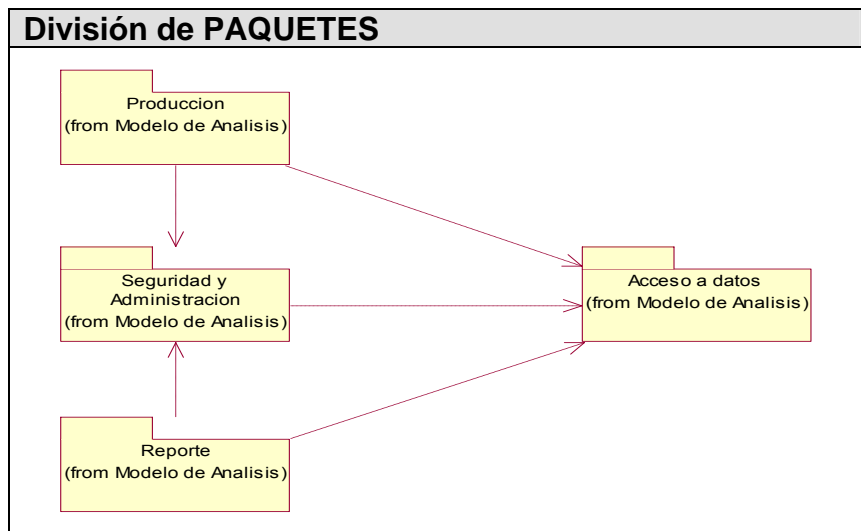 División de PAQUETES
Produccion
(from Modelo de Analisis)
Seguridad y
Administracion
(from Modelo de Analisis)
Acceso a datos
(from Modelo de Analisis)
Reporte
(from Modelo de Analisis)